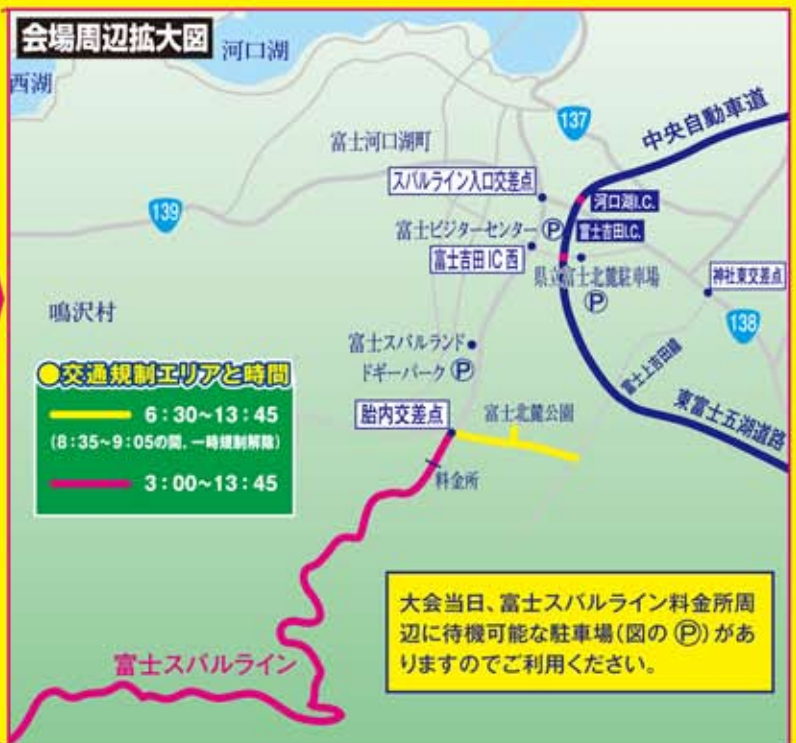 会場周辺拡大図
河口湖
西湖
137
中央自動車道
富士河口湖町
スバルライン入口交差点
139
河口湖I.C.
富士ビジターセンター Ⓟ
富士吉田I.C.
富士吉田IC西
県立富士北麓駐車場
Ⓟ
神社東交差点
鳴沢村
138
富士スバルランド
ドギーパーク Ⓟ
富士上吉田線
●交通規制エリアと時間
6:30～13:45
(8:35～9:05の間、一時規制解除)
3:00～13:45
胎内交差点
富士北麓公園
東富士五湖道路
料金所
大会当日、富士スバルライン料金所周
辺に待機可能な駐車場(図の Ⓟ)があ
りますのでご利用ください。
富士スバルライン